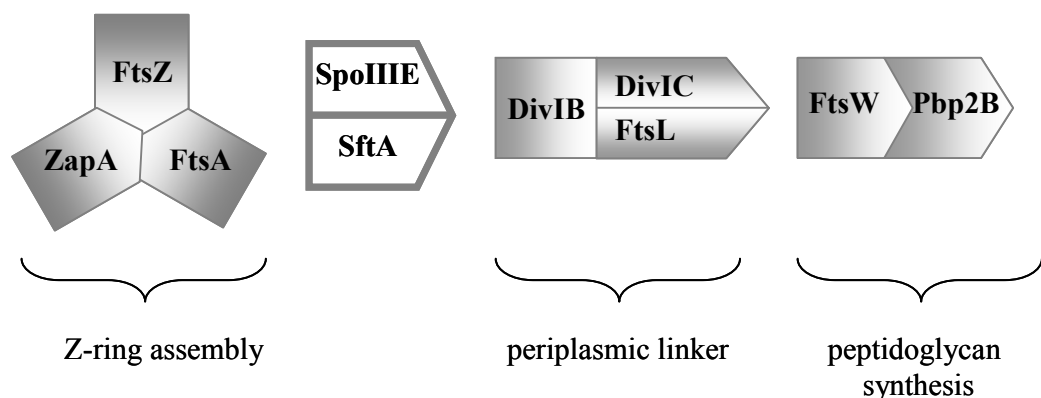 FtsZ
ZapA
FtsA
SpoIIIE
SftA
DivIB
DivIC
FtsL
FtsW
Pbp2B
Z-ring assembly
periplasmic linker
peptidoglycan
synthesis